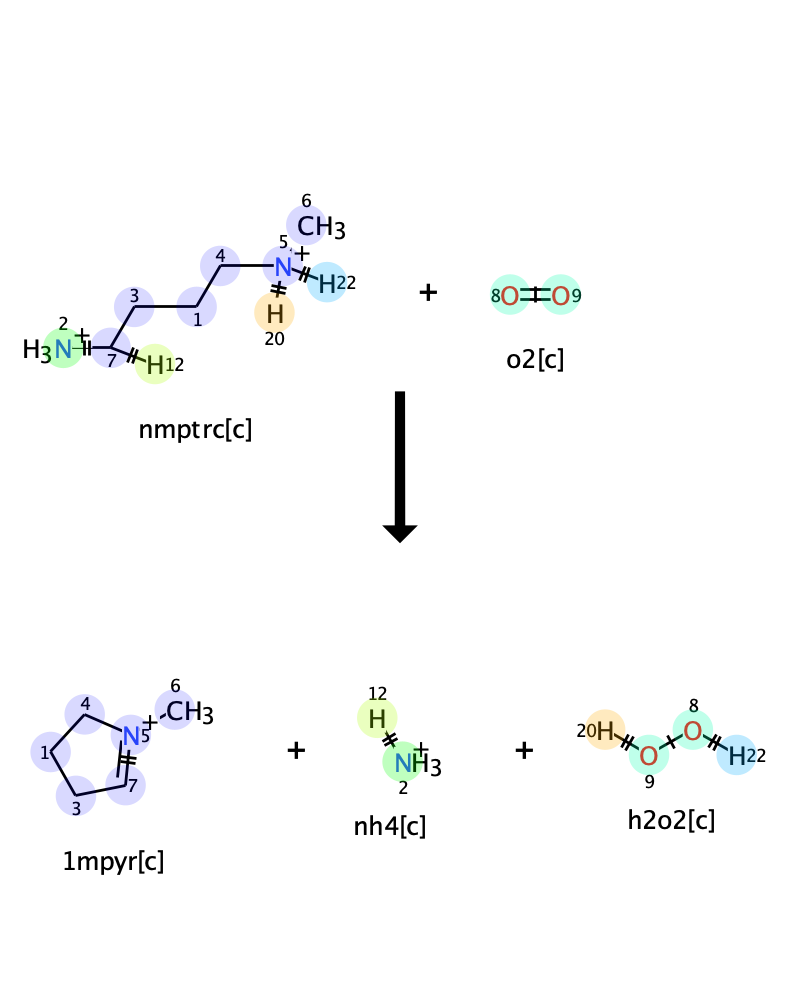 6
CH3
4
5
+
N
H22
3
1
H
20
2
+
H3N
7
H12
+
8O
O9
nmptrc[c]
o2[c]
4
6
CH3
+
N5
1
7
3
+
12
H
+
NH3
2
+
20H
8
O
O
H22
9
1mpyr[c]
nh4[c]
h2o2[c]